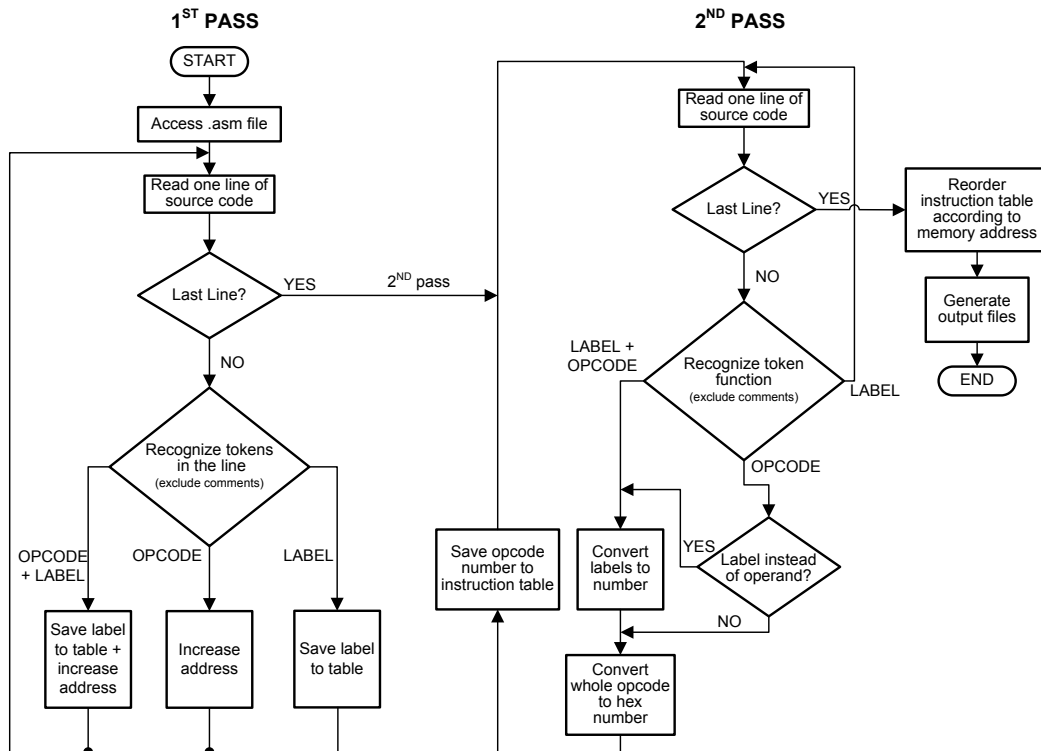 1ST PASS
START
Access .asm file
Read one line of
source code
Last Line?
YES
2ND pass
NO
Recognize tokens
in the line
(exclude comments)
OPCODE
+ LABEL
OPCODE
LABEL
Save label
to table +
increase
address
Increase
address
Save label
to table
2ND PASS
Read one line of
source code
Last Line?
YES
Reorder
instruction table
according to
memory address
Generate
output files
END
NO
LABEL +
OPCODE
Recognize token
function
(exclude comments)
LABEL
OPCODE
Label instead
of operand?
YES
NO
Convert
labels to
number
Save opcode
number to
instruction table
Convert
whole opcode
to hex
number